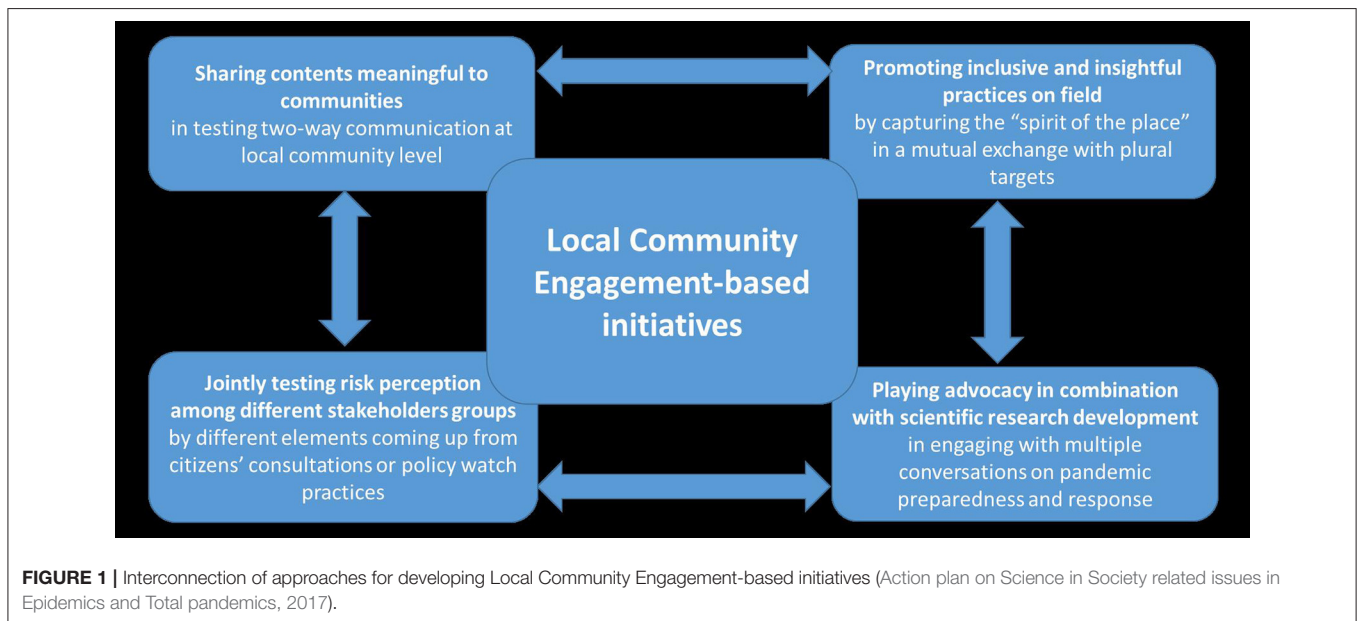 Sharing contents meaningful to
communities
in testing two-way communication at
local community level
Promoting inclusive and insightful
practices on field
by capturing the “spirit of the place”
in a mutual exchange with plural
targets
Local Community
Engagement-based
initiatives
Jointly testing risk perception
among different stakeholders groups
by different elements coming up from
citizens’ consultations or policy watch
practices
Playing advocacy in combination
with scientific research development
in engaging with multiple
conversations on pandemic
preparedness and response
FIGURE 1 | Interconnection of approaches for developing Local Community Engagement-based initiatives (Action plan on Science in Society related issues in
Epidemics and Total pandemics, 2017).